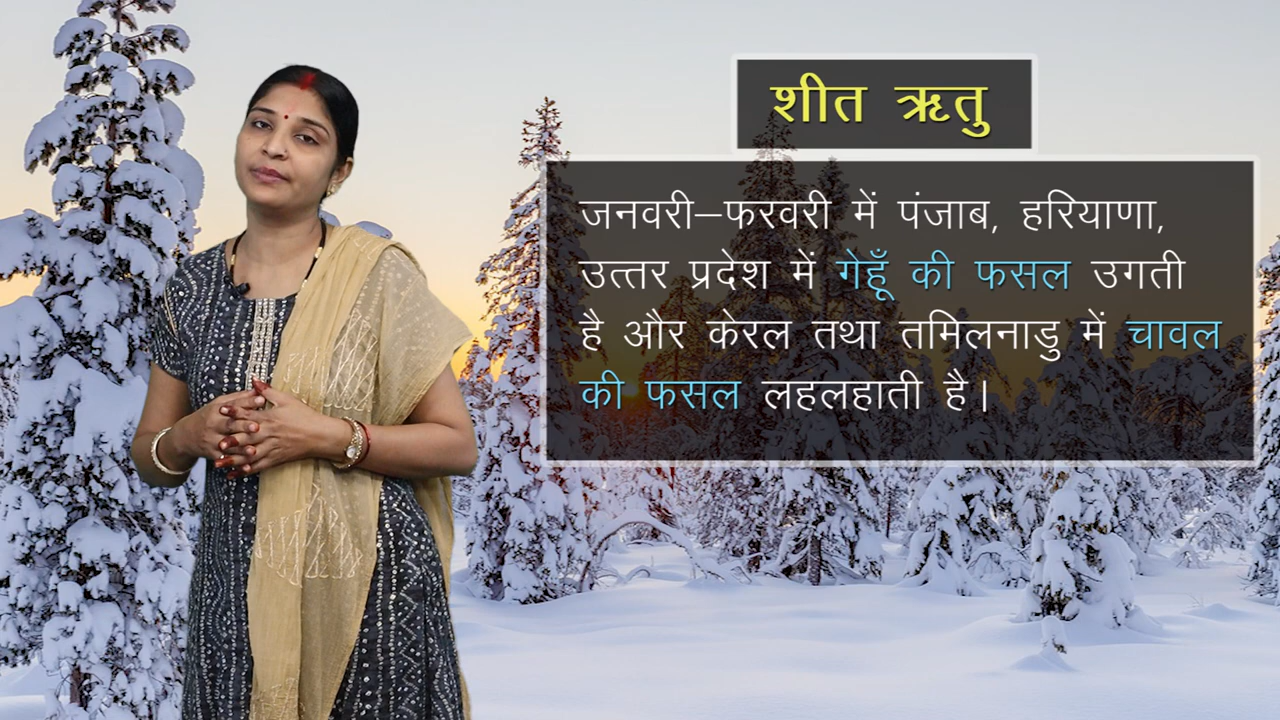 शीत ऋतु
जनवरी–फरवरी में पंजाब, हरियाणा,
उत्तर प्रदेश में गेहूँ की फसल उगती
है और केरल तथा तमिलनाडु में चावल
की फसल लहलहाती है।